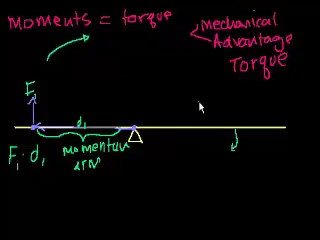 moments = torque
Mechanical
Advantage
Torque
F
d₁
F₁ · d₁
momentum
arm